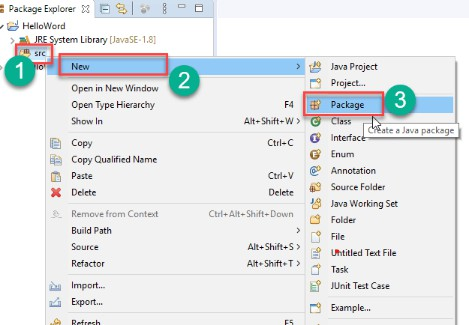 Package Explorer
HelloWord
JRE System Library [JavaSE-1.8]
src
1
New
2
Open in New Window
Open Type Hierarchy F4
Show In Alt+Shift+W
Copy Ctrl+C
Copy Qualified Name
Paste Ctrl+V
Delete Delete
Remove from Context Ctrl+Alt+Shift+Down
Build Path
Source Alt+Shift+S
Refactor Alt+Shift+T
Import...
Export...
Refresh F5
Java Project
Project...
Package
3
Class
Create a Java package
Interface
Enum
Annotation
Source Folder
Java Working Set
Folder
File
Untitled Text File
Task
JUnit Test Case
Example...